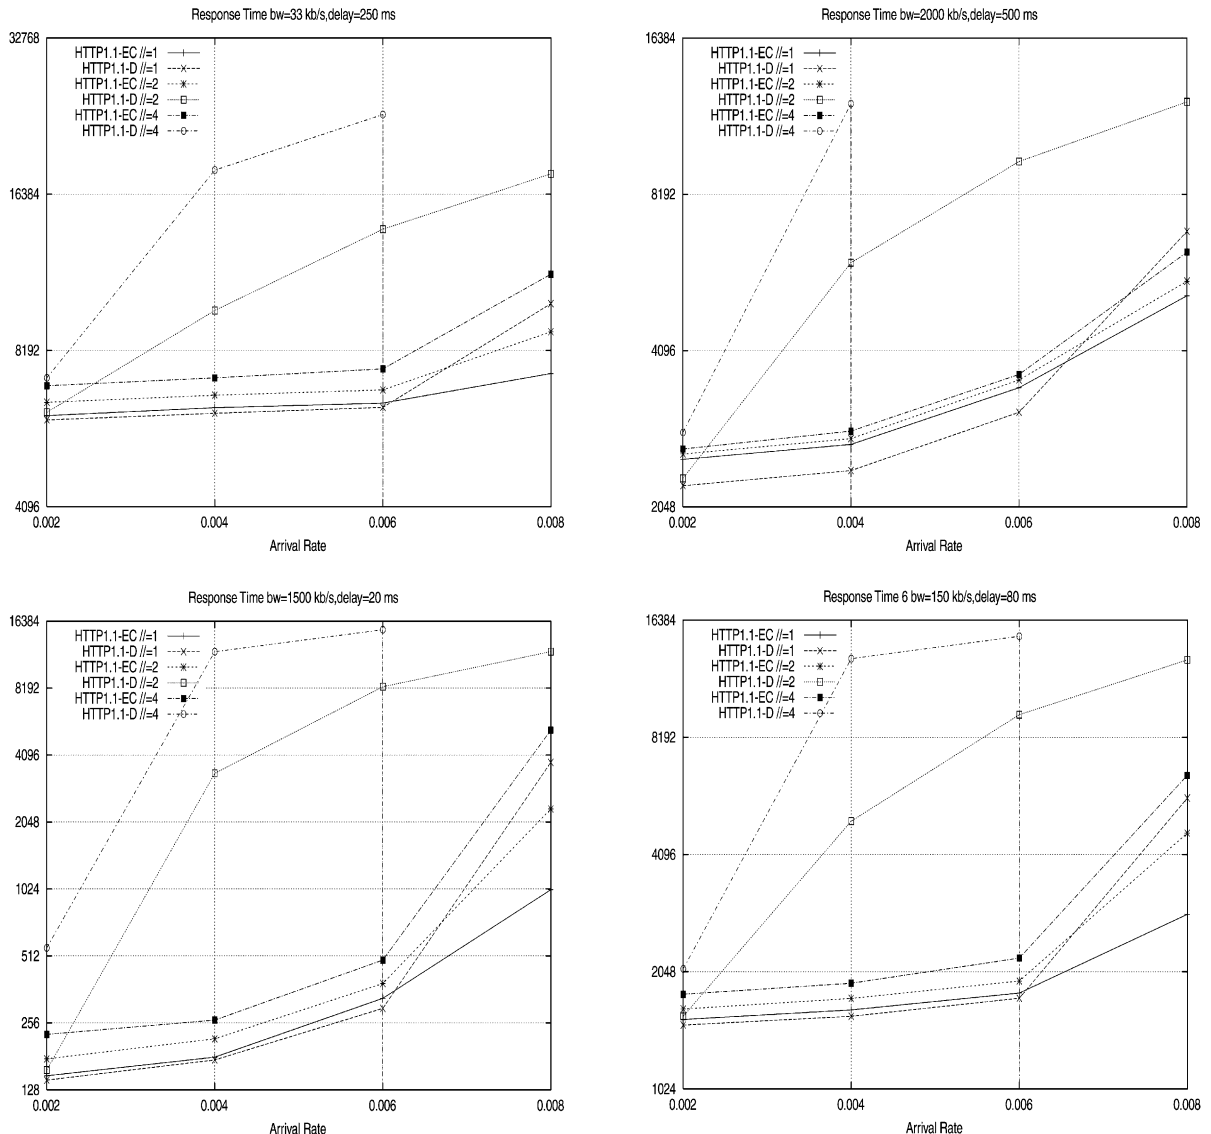 Response Time bw=33 kb/s,delay=250 ms
32768
16384
8192
4096
HTTP1.1-EC //=1
HTTP1.1-D //=1
HTTP1.1-EC //=2
HTTP1.1-D //=2
HTTP1.1-EC //=4
HTTP1.1-D //=4
0.002 0.004 0.006 0.008
Arrival Rate
Response Time bw=2000 kb/s,delay=500 ms
16384
8192
4096
2048
HTTP1.1-EC //=1
HTTP1.1-D //=1
HTTP1.1-EC //=2
HTTP1.1-D //=2
HTTP1.1-EC //=4
HTTP1.1-D //=4
0.002 0.004 0.006 0.008
Arrival Rate
Response Time bw=1500 kb/s,delay=20 ms
16384
8192
4096
2048
1024
512
256
128
HTTP1.1-EC //=1
HTTP1.1-D //=1
HTTP1.1-EC //=2
HTTP1.1-D //=2
HTTP1.1-EC //=4
HTTP1.1-D //=4
0.002 0.004 0.006 0.008
Arrival Rate
Response Time 6 bw=150 kb/s,delay=80 ms
16384
8192
4096
2048
1024
HTTP1.1-EC //=1
HTTP1.1-D //=1
HTTP1.1-EC //=2
HTTP1.1-D //=2
HTTP1.1-EC //=4
HTTP1.1-D //=4
0.002 0.004 0.006 0.008
Arrival Rate